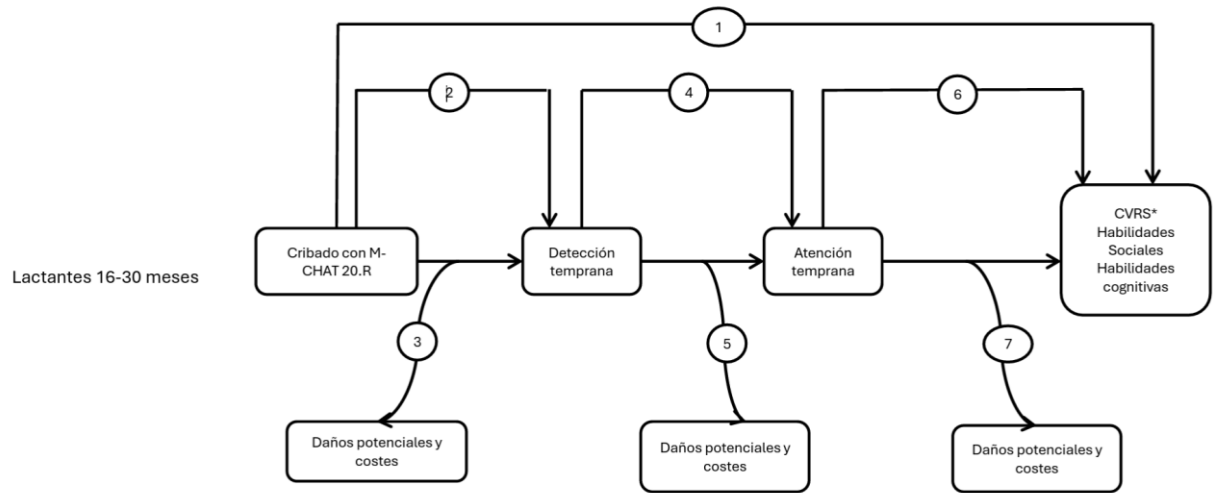 1
2
4
6
Lactantes 16-30 meses
Cribado con M-
CHAT 20.R
Detección
temprana
Atención
temprana
CVRS*
Habilidades
Sociales
Habilidades
cognitivas
3
5
7
Daños potenciales y
costes
Daños potenciales y
costes
Daños potenciales y
costes